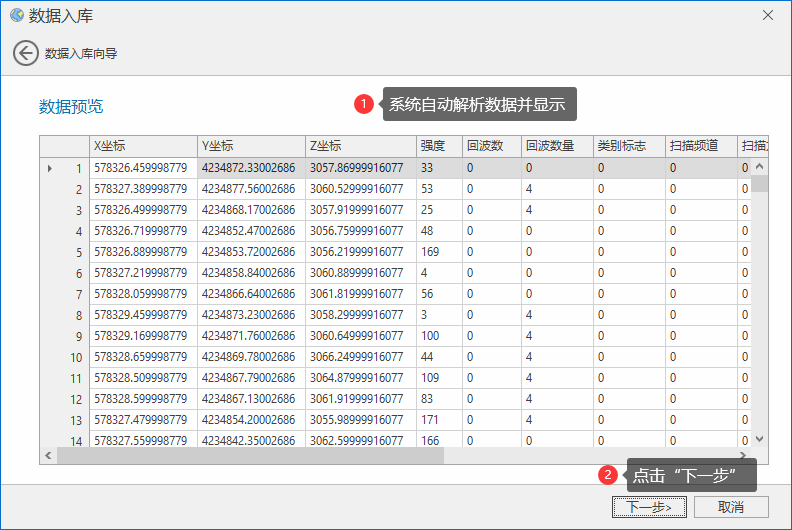 数据入库
数据入库向导
数据预览
1 系统自动解析数据并显示
X坐标 Y坐标 Z坐标 强度 回波数 回波数量 类别标志 扫描频道 扫描
1 578326.459998779 4234872.33002686 3057.86999916077 33 0 0 0 0 0
2 578327.389998779 4234877.56002686 3060.52999916077 53 0 4 0 0 0
3 578326.499998779 4234868.17002686 3057.91999916077 25 0 4 0 0 0
4 578326.719998779 4234852.47002686 3056.75999916077 48 0 0 0 0 0
5 578326.889998779 4234853.72002686 3056.21999916077 169 0 0 0 0 0
6 578327.219998779 4234858.84002686 3060.88999916077 4 0 0 0 0 0
7 578328.059998779 4234866.64002686 3061.81999916077 56 0 0 0 0 0
8 578329.459998779 4234873.23002686 3058.29999916077 3 0 4 0 0 0
9 578329.169998779 4234871.76002686 3060.64999916077 100 0 4 0 0 0
10 578328.659998779 4234869.78002686 3066.24999916077 44 0 4 0 0 0
11 578328.509998779 4234867.79002686 3064.87999916077 109 0 4 0 0 0
12 578328.599998779 4234867.13002686 3061.91999916077 83 0 4 0 0 0
13 578327.479998779 4234854.20002686 3055.98999916077 171 0 4 0 0 0
14 578327.559998779 4234842.35002686 3062.59999916077 166 0 0 0 0 0
2 点击“下一步”
下一步> 取消